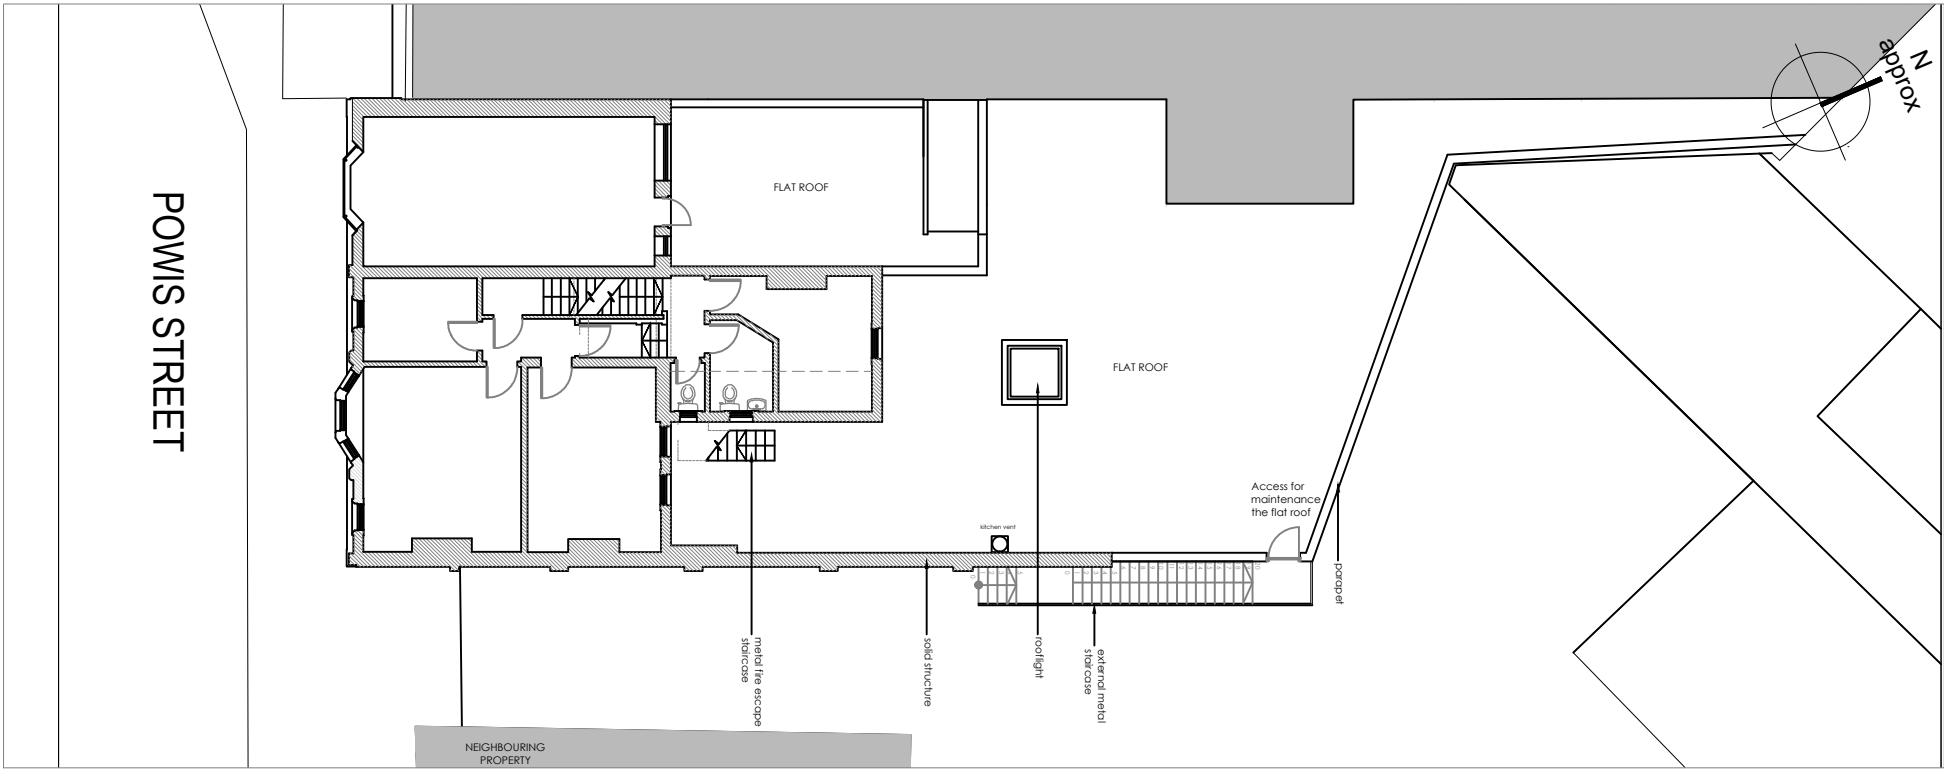 N
approx
POWIS STREET
FLAT ROOF
FLAT ROOF
Access for
maintenance
the flat roof
kitchen vent
parapet
metal fire escape
staircase
solid structure
rooflight
external metal
staircase
NEIGHBOURING
PROPERTY